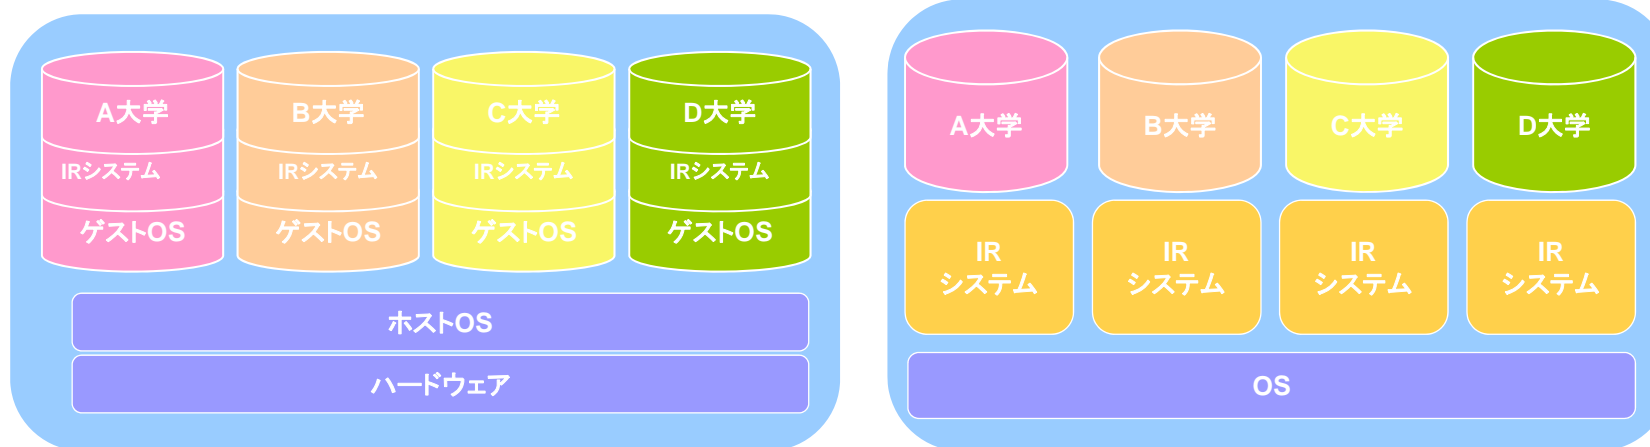 A大学
B大学
C大学
D大学
IRシステム
IRシステム
IRシステム
IRシステム
ゲストOS
ゲストOS
ゲストOS
ゲストOS
ホストOS
ハードウェア
A大学
B大学
C大学
D大学
IR
システム
IR
システム
IR
システム
IR
システム
OS